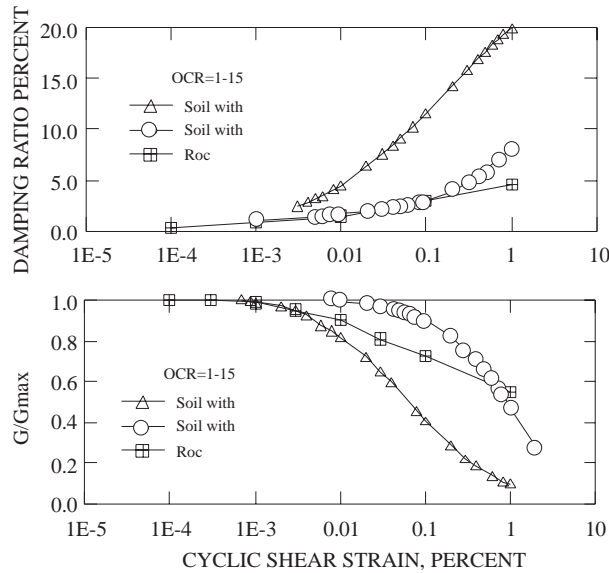 DAMPING RATIO PERCENT
20.0
15.0
10.0
5.0
0.0
OCR=1-15
Soil with
Soil with
Roc
1E-5 1E-4 1E-3 0.01 0.1 1 10
G/Gmax
1.0
0.8
0.6
0.4
0.2
0.0
OCR=1-15
Soil with
Soil with
Roc
1E-5 1E-4 1E-3 0.01 0.1 1 10
CYCLIC SHEAR STRAIN, PERCENT